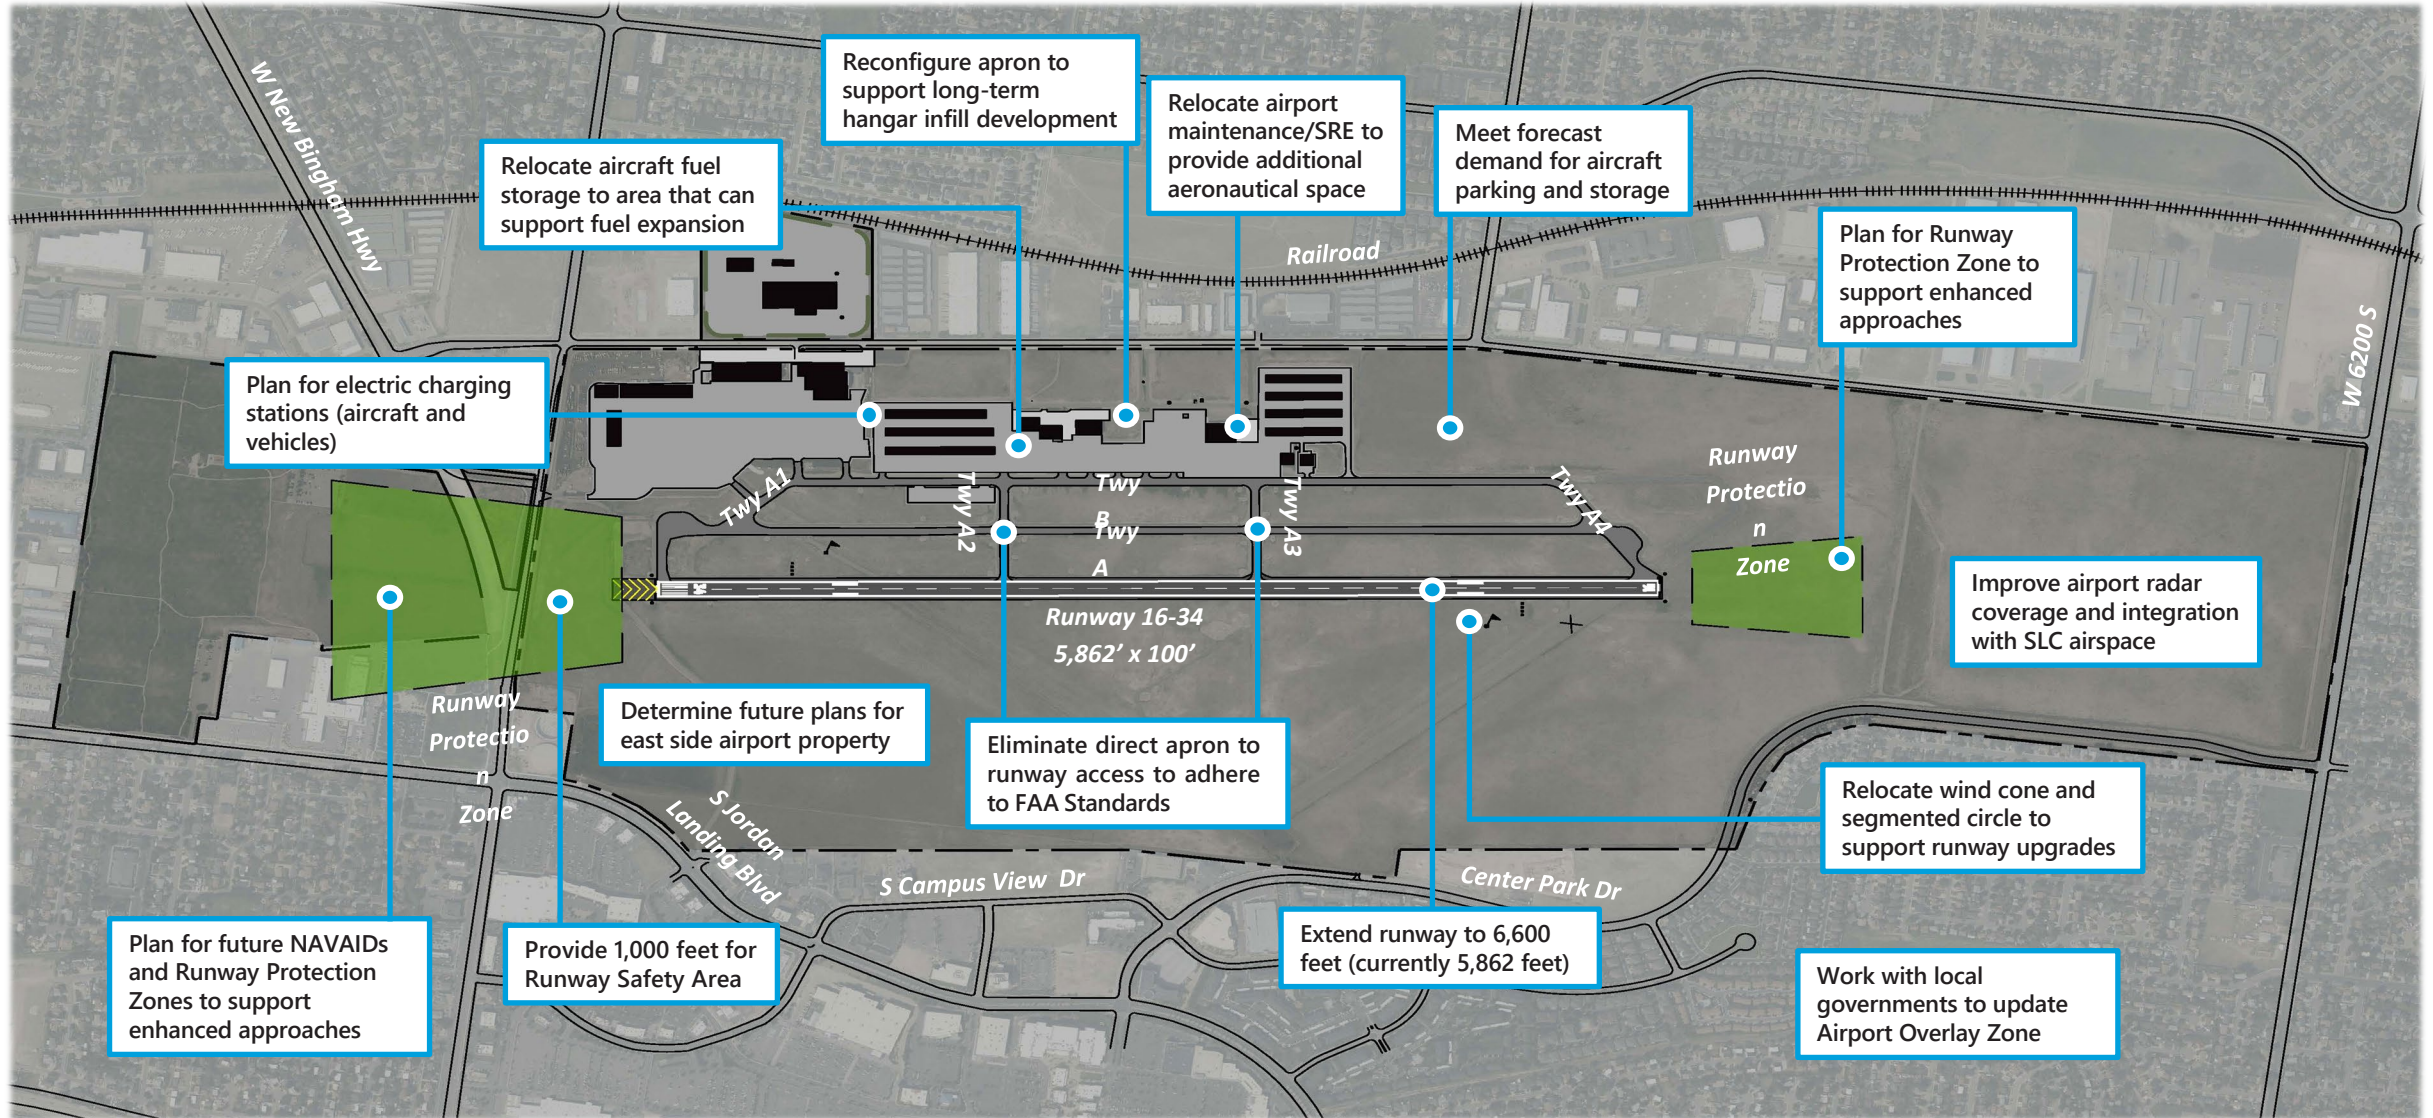 W New Bingham Hwy
Reconfigure apron to
support long-term
hangar infill development
Relocate airport
maintenance/SRE to
provide additional
aeronautical space
Meet forecast
demand for aircraft
parking and storage
Relocate aircraft fuel
storage to area that can
support fuel expansion
Plan for Runway
Protection Zone to
support enhanced
approaches
Railroad
W 6200 S
Plan for electric charging
stations (aircraft and
vehicles)
Twy A1
Twy A2
Twy
B
Twy
A
Twy A3
Twy A4
Runway
Protectio
n
Zone
Runway 16-34
5,862’ x 100’
Improve airport radar
coverage and integration
with SLC airspace
Runway
Protectio
n
Zone
Determine future plans for
east side airport property
Eliminate direct apron to
runway access to adhere
to FAA Standards
Relocate wind cone and
segmented circle to
support runway upgrades
S Jordan
Landing Blvd
S Campus View Dr
Center Park Dr
Plan for future NAVAIDs
and Runway Protection
Zones to support
enhanced approaches
Provide 1,000 feet for
Runway Safety Area
Extend runway to 6,600
feet (currently 5,862 feet)
Work with local
governments to update
Airport Overlay Zone